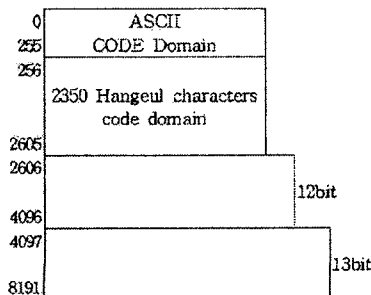 0
ASCII
255
CODE Domain
256
2350 Hangeul characters
code domain
2605
2606
12bit
4096
4097
13bit
8191